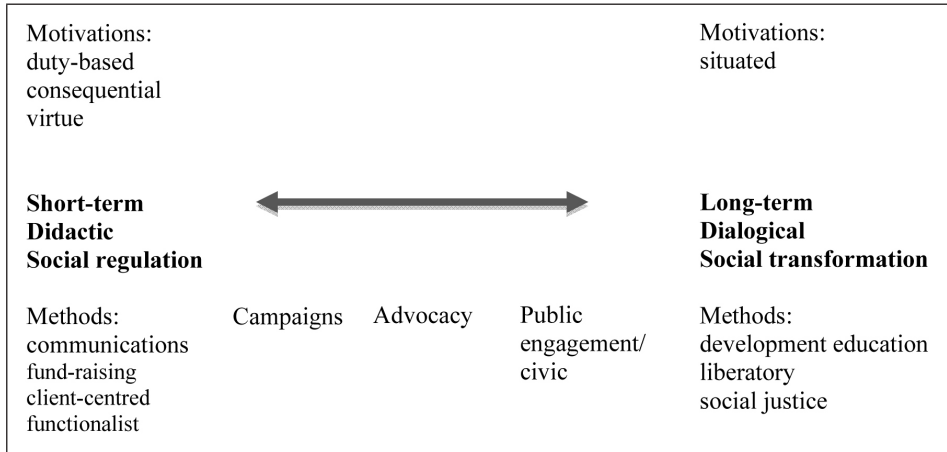 Motivations:
duty-based
consequential
virtue
Motivations:
situated
Short-term
Didactic
Social regulation
Long-term
Dialogical
Social transformation
Methods:
communications
fund-raising
client-centred
functionalist
Campaigns
Advocacy
Public
engagement/
civic
Methods:
development education
liberatory
social justice